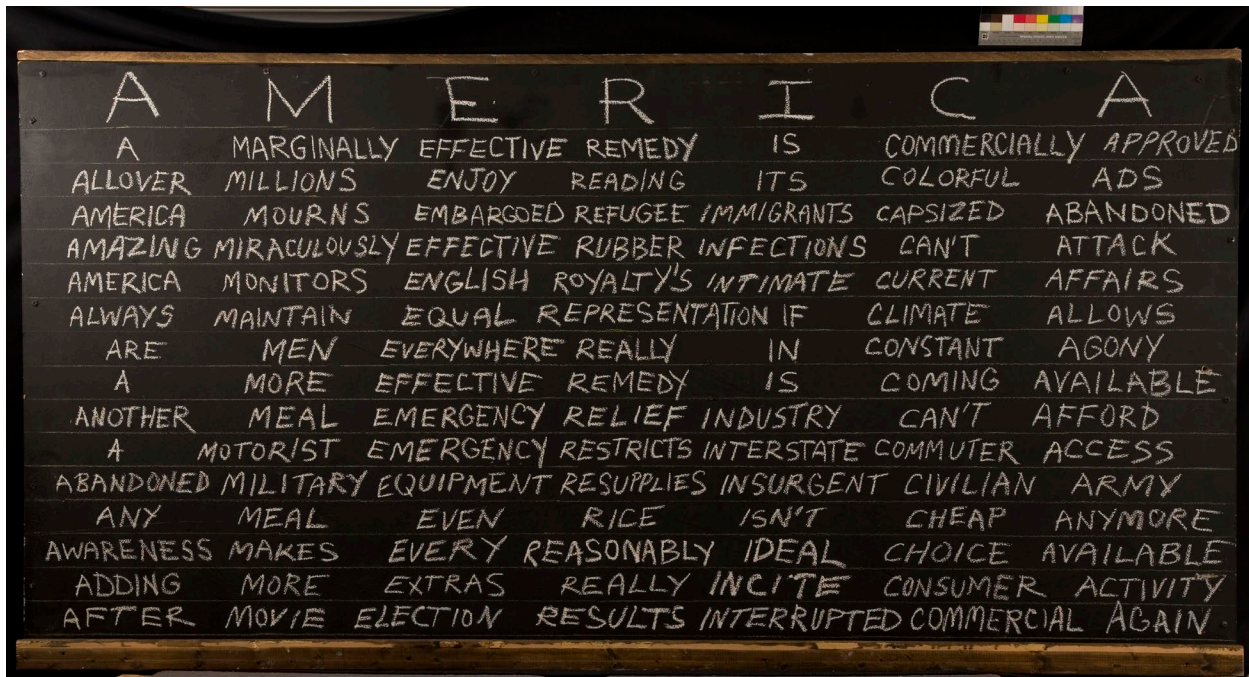 A M E R I C A
A MARGINALLY EFFECTIVE REMEDY IS COMMERCIALLY APPROVED
ALLOVER MILLIONS ENJOY READING ITS COLORFUL ADS
AMERICA MOURNS EMBARGOED REFUGEE IMMIGRANTS CAPSIZED ABANDONED
AMAZING MIRACULOUSLY EFFECTIVE RUBBER INFECTIONS CAN'T ATTACK
AMERICA MONITORS ENGLISH ROYALTY'S INTIMATE CURRENT AFFAIRS
ALWAYS MAINTAIN EQUAL REPRESENTATION IF CLIMATE ALLOWS
ARE MEN EVERYWHERE REALLY IN CONSTANT AGONY
A MORE EFFECTIVE REMEDY IS COMING AVAILABLE
ANOTHER MEAL EMERGENCY RELIEF INDUSTRY CAN'T AFFORD
A MOTORIST EMERGENCY RESTRICTS INTERSTATE COMMUTER ACCESS
ABANDONED MILITARY EQUIPMENT RESUPPLIES INSURGENT CIVILIAN ARMY
ANY MEAL EVEN RICE ISN'T CHEAP ANYMORE
AWARENESS MAKES EVERY REASONABLY IDEAL CHOICE AVAILABLE
ADDING MORE EXTRAS REALLY INCITE CONSUMER ACTIVITY
AFTER MOVIE ELECTION RESULTS INTERRUPTED COMMERCIAL AGAIN